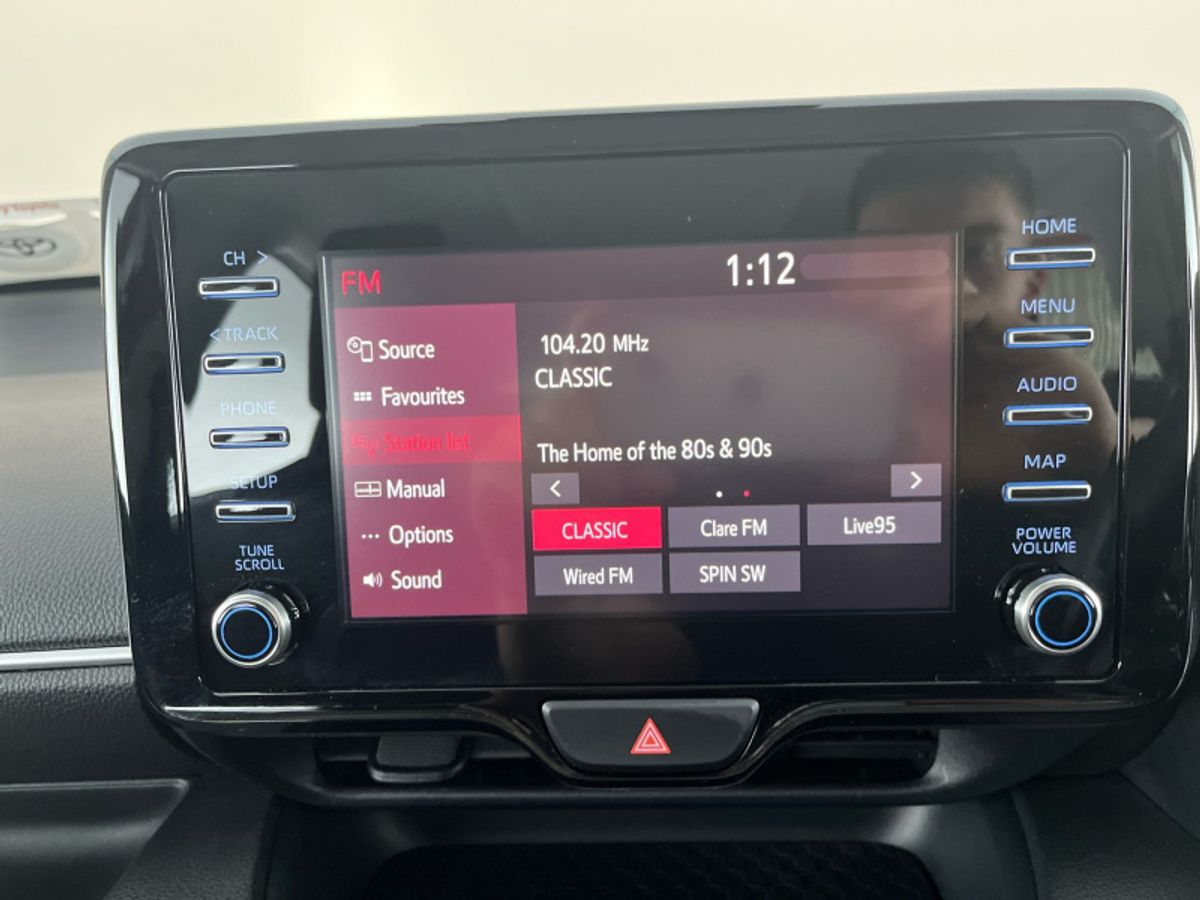 CH >
< TRACK
PHONE
SETUP
TUNE
SCROLL
FM
1:12
Source
Favourites
Station list
Manual
Options
Sound
104.20 MHz
CLASSIC
The Home of the 80s & 90s
< >
CLASSIC
Clare FM
Live95
Wired FM
SPIN SW
HOME
MENU
AUDIO
MAP
POWER
VOLUME